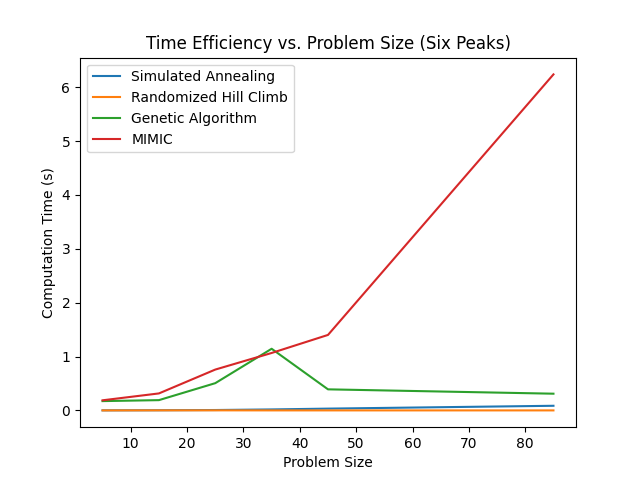 Time Efficiency vs. Problem Size (Six Peaks)
Simulated Annealing
Randomized Hill Climb
Genetic Algorithm
MIMIC
Computation Time (s)
6
5
4
3
2
1
0
10 20 30 40 50 60 70 80
Problem Size